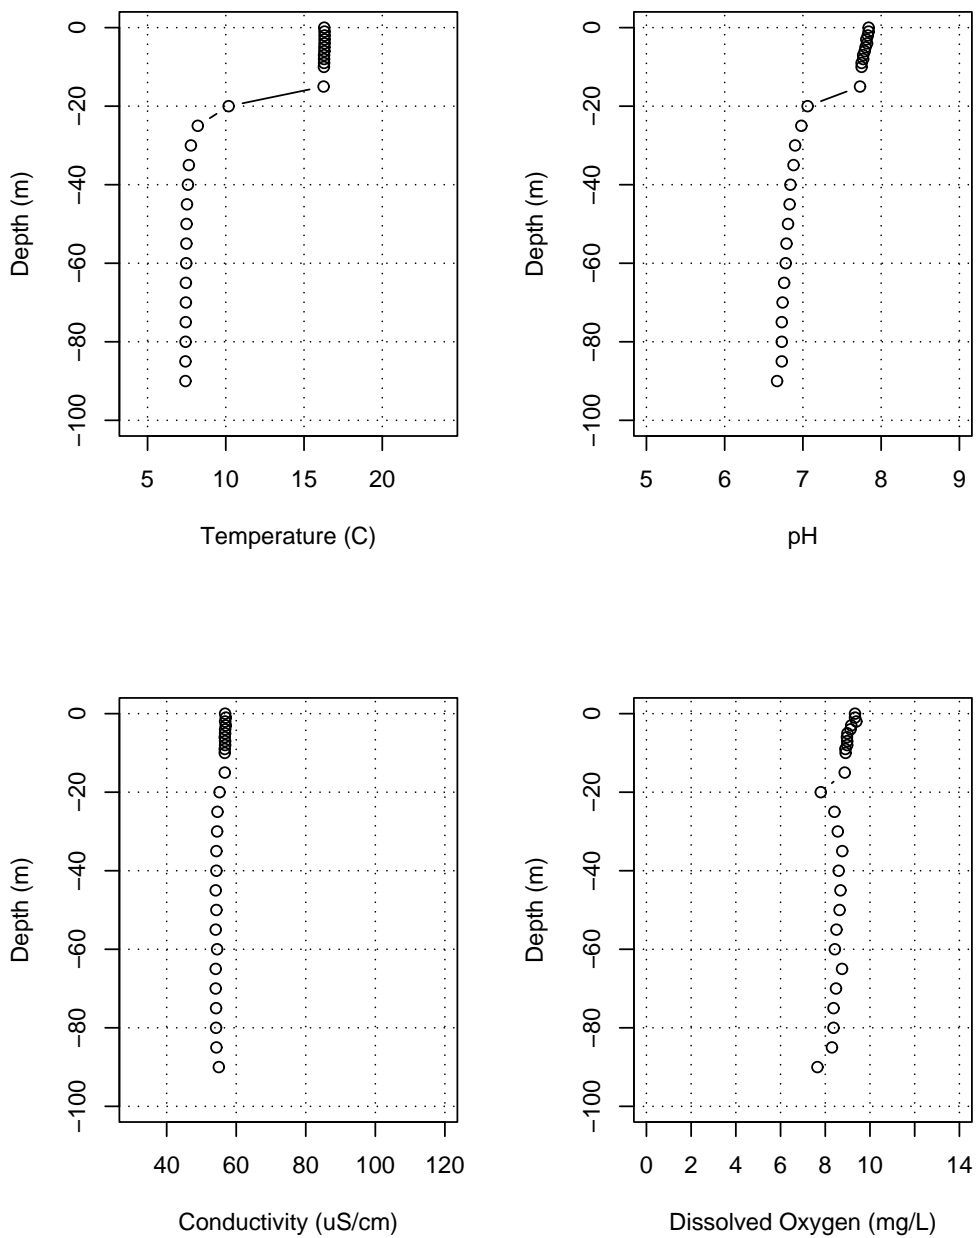 0
−20
−40
−60
−80
−100
Depth (m)
5 10 15 20
Temperature (C)
0
−20
−40
−60
−80
−100
Depth (m)
5 6 7 8 9
pH
0
−20
−40
−60
−80
−100
Depth (m)
40 60 80 100 120
Conductivity (uS/cm)
0
−20
−40
−60
−80
−100
Depth (m)
0 2 4 6 8 10 14
Dissolved Oxygen (mg/L)